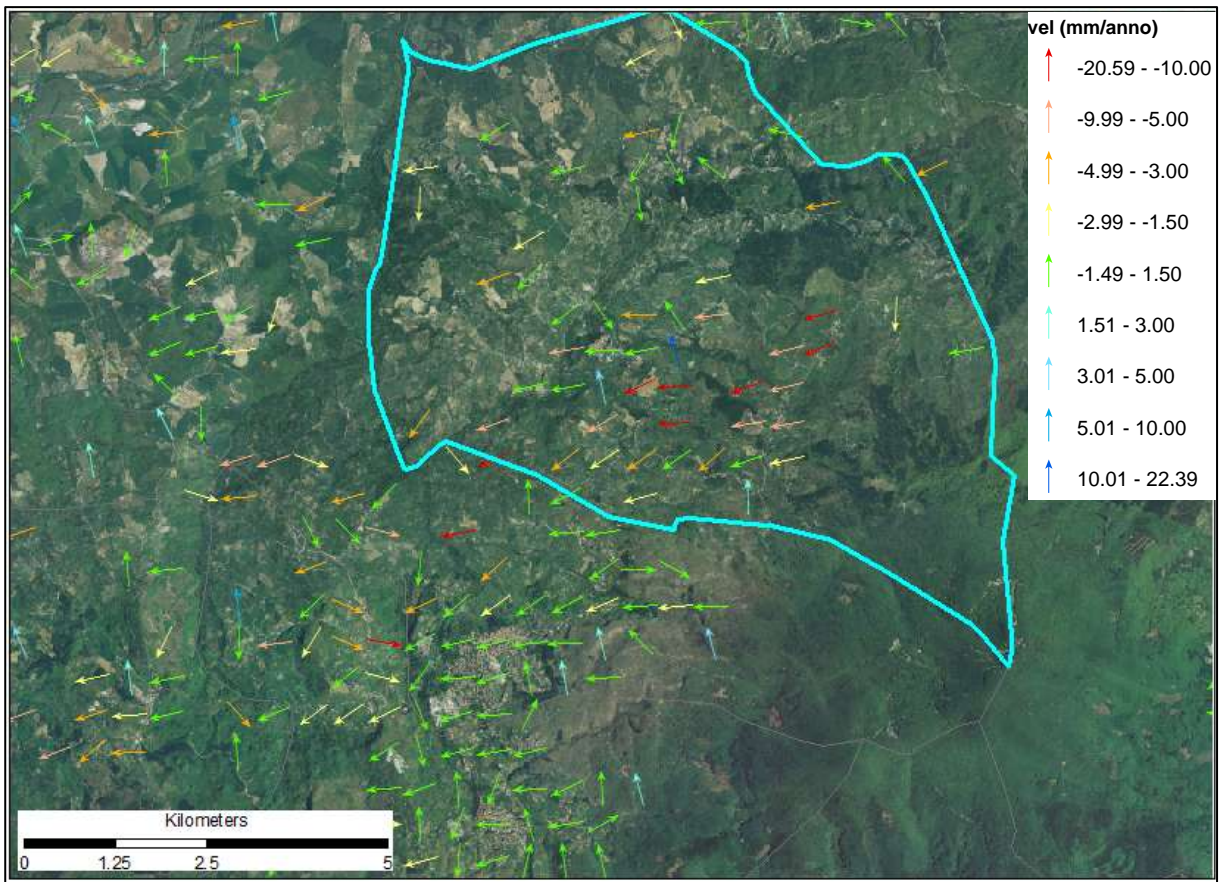 vel (mm/anno)
-20.59 - -10.00
-9.99 - -5.00
-4.99 - -3.00
-2.99 - -1.50
-1.49 - 1.50
1.51 - 3.00
3.01 - 5.00
5.01 - 10.00
10.01 - 22.39
Kilometers
0 1.25 2.5 5